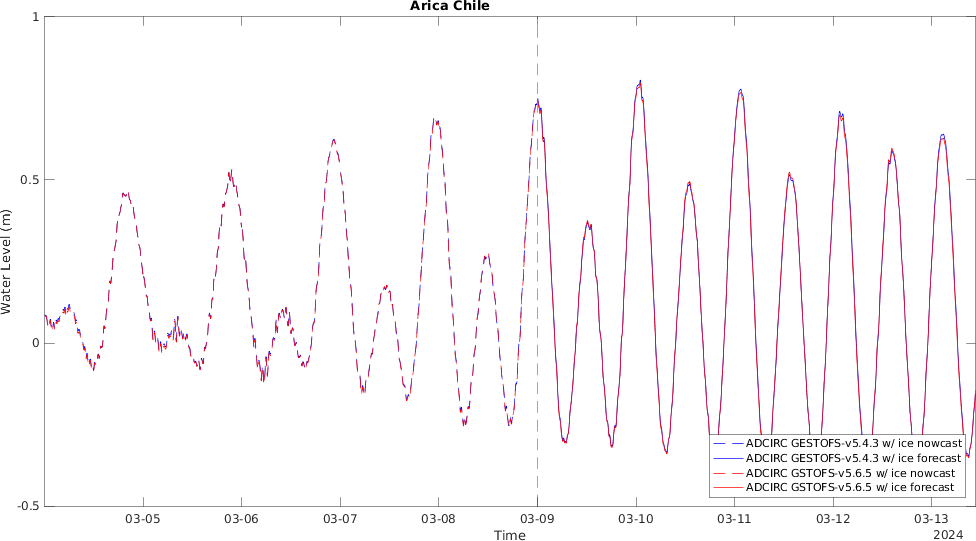 Arica Chile
1
0.5
0
-0.5
Water Level (m)
ADCIRC GESTOFS-v5.4.3 w/ ice nowcast
ADCIRC GSTOFS-v5.4.3 w/ ice forecast
ADCIRC GSTOFS-v5.6.5 w/ ice nowcast
ADCIRC GSTOFS-v5.6.5 w/ ice forecast
03-05 03-06 03-07 03-08 03-09 03-10 03-11 03-12 03-13
Time
2024